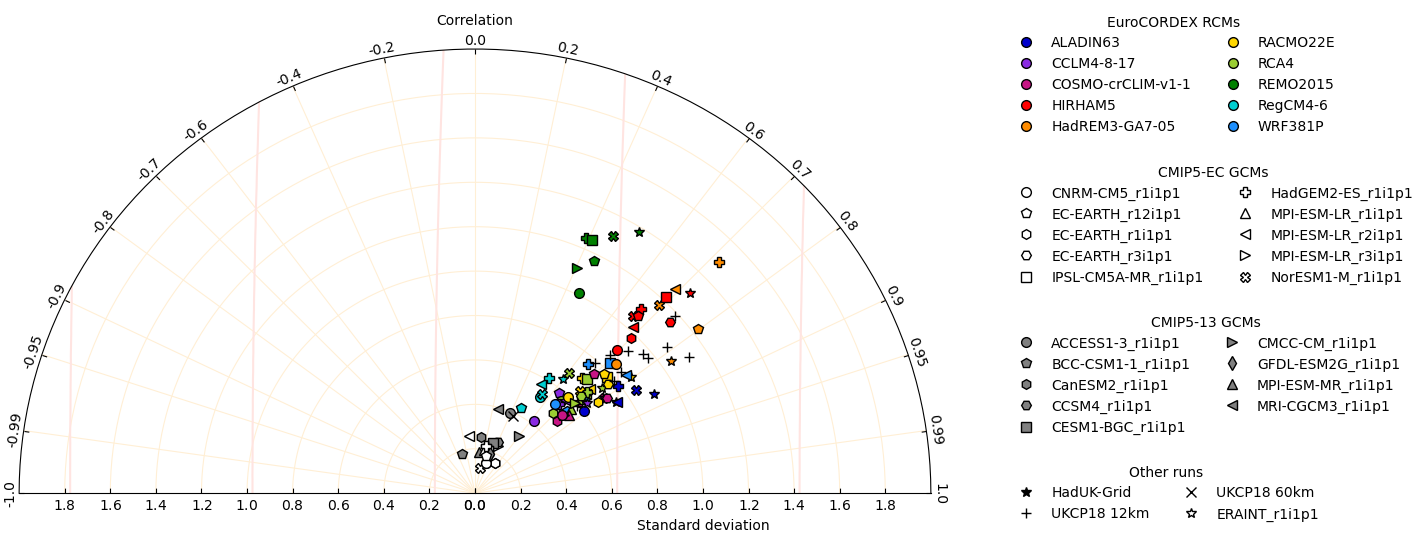 Correlation
-1.0
-0.99
-0.95
-0.9
-0.8
-0.7
-0.6
-0.4
-0.2
0.0
0.2
0.4
0.6
0.7
0.8
0.9
0.95
0.99
1.0
1.8 1.6 1.4 1.2 1.0 0.8 0.6 0.4 0.2 0.0 0.2 0.4 0.6 0.8 1.0 1.2 1.4 1.6 1.8
Standard deviation
EuroCORDEX RCMs
ALADIN63 RACMO22E
CCLM4-8-17 RCA4
COSMO-crCLIM-v1-1 REMO2015
HIRHAM5 RegCM4-6
HadREM3-GA7-05 WRF381P
CMIP5-EC GCMs
CNRM-CM5_r1i1p1 HadGEM2-ES_r1i1p1
EC-EARTH_r12i1p1 MPI-ESM-LR_r1i1p1
EC-EARTH_r1i1p1 MPI-ESM-LR_r2i1p1
EC-EARTH_r3i1p1 MPI-ESM-LR_r3i1p1
IPSL-CM5A-MR_r1i1p1 NorESM1-M_r1i1p1
CMIP5-13 GCMs
ACCESS1-3_r1i1p1 CMCC-CM_r1i1p1
BCC-CSM1-1_r1i1p1 GFDL-ESM2G_r1i1p1
CanESM2_r1i1p1 MPI-ESM-MR_r1i1p1
CCSM4_r1i1p1 MRI-CGCM3_r1i1p1
CESM1-BGC_r1i1p1
Other runs
HadUK-Grid UKCP18 60km
UKCP18 12km ERAINT_r1i1p1